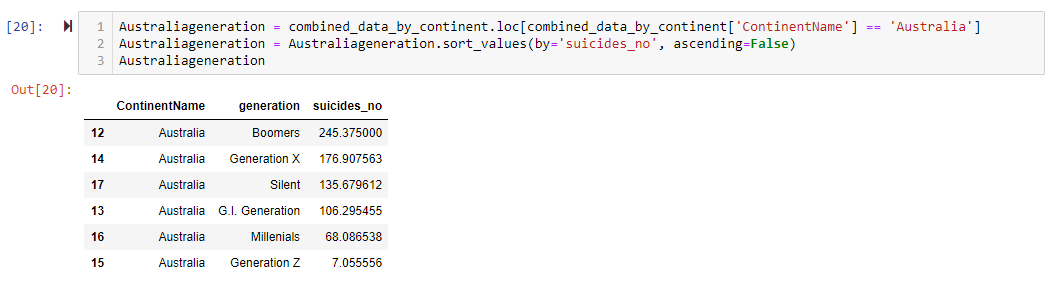 [20]: 1 Australiageneration = combined_data_by_continent.loc[combined_data_by_continent['ContinentName'] == 'Australia']
2 Australiageneration = Australiageneration.sort_values(by='suicides_no', ascending=False)
3 Australiageneration
Out[20]:
ContinentName generation suicides_no
12 Australia Boomers 245.375000
14 Australia Generation X 176.907563
17 Australia Silent 135.679612
13 Australia G.I. Generation 106.295455
16 Australia Millenials 68.086538
15 Australia Generation Z 7.055556